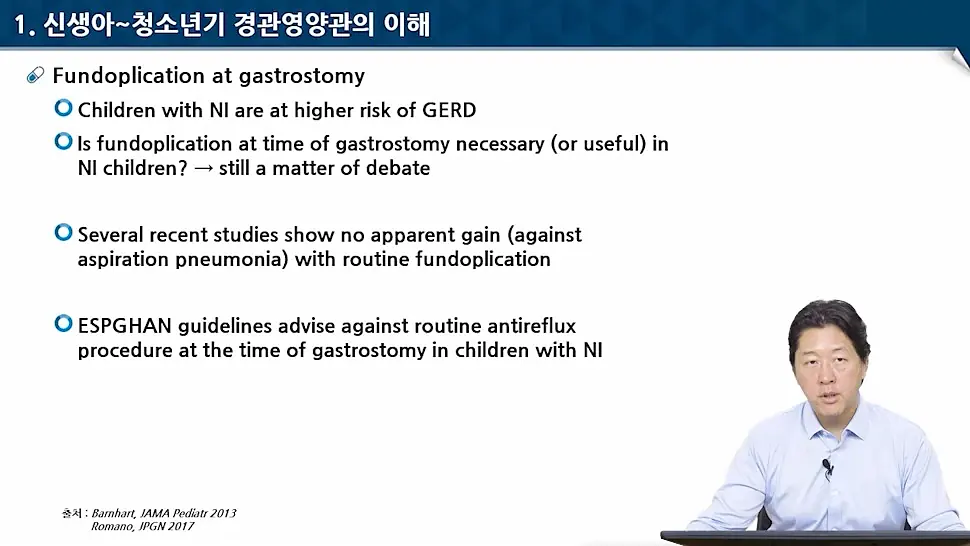 1. 신생아~청소년기 경관영양관의 이해
Fundoplication at gastrostomy
Children with NI are at higher risk of GERD
Is fundoplication at time of gastrostomy necessary (or useful) in
NI children? → still a matter of debate
Several recent studies show no apparent gain (against
aspiration pneumonia) with routine fundoplication
ESPGHAN guidelines advise against routine antireflux
procedure at the time of gastrostomy in children with NI
출처 : Barnhart, JAMA Pediatr 2013
Romano, JPGN 2017